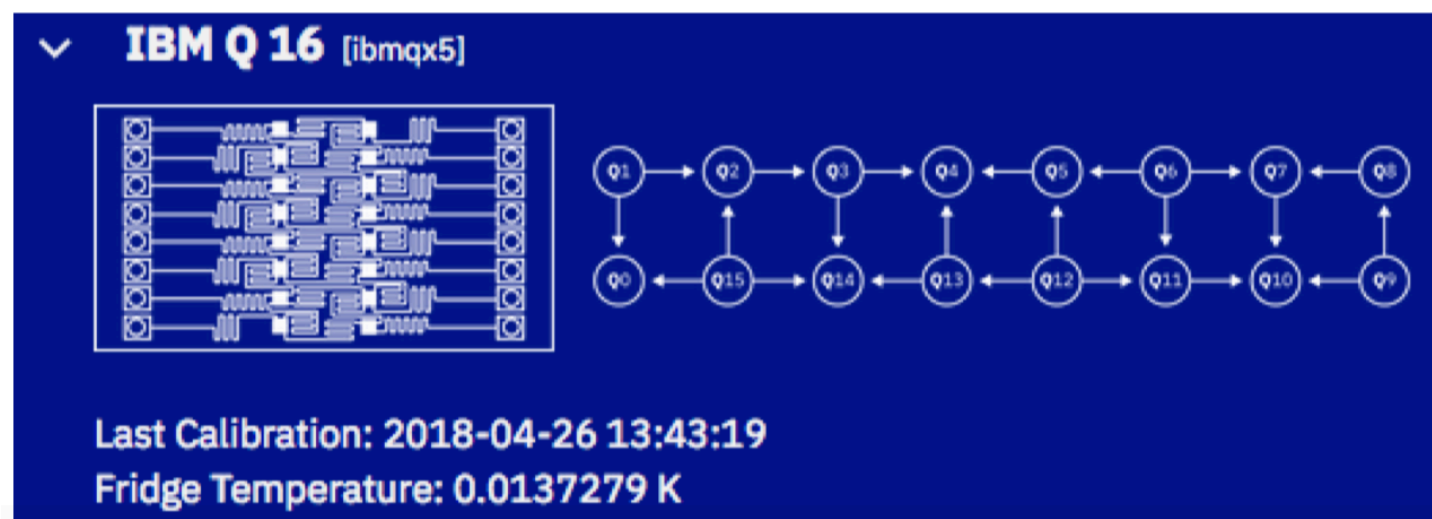 IBM Q 16 [ibmqx5]
Q1 Q2 Q3 Q4 Q5 Q6 Q7 Q8
Q0 Q15 Q14 Q13 Q12 Q11 Q10 Q9
Last Calibration: 2018-04-26 13:43:19
Fridge Temperature: 0.0137279 K